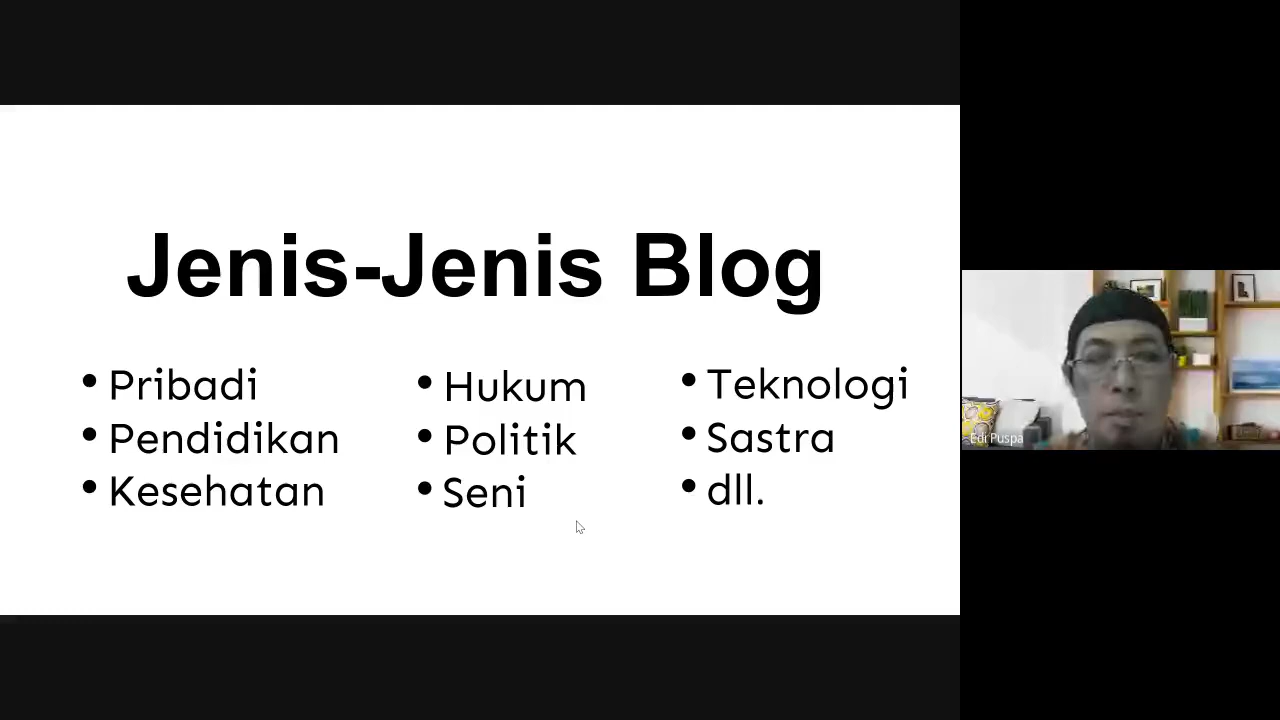 Jenis-Jenis Blog
• Pribadi
• Pendidikan
• Kesehatan
• Hukum
• Politik
• Seni
• Teknologi
• Sastra
• dll.
Edi Puspa